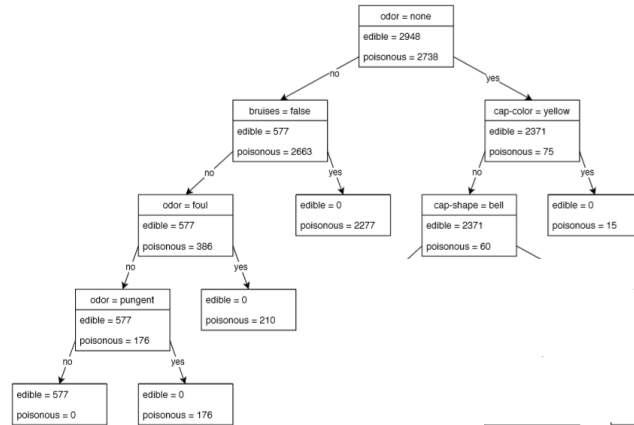 odor = none
edible = 2948
poisonous = 2738
no
yes
bruises = false
edible = 577
poisonous = 2663
cap-color = yellow
edible = 2371
poisonous = 75
no
yes
no
yes
odor = foul
edible = 577
poisonous = 386
edible = 0
poisonous = 2277
cap-shape = bell
edible = 2371
poisonous = 60
edible = 0
poisonous = 15
no
yes
odor = pungent
edible = 577
poisonous = 176
edible = 0
poisonous = 210
no
yes
edible = 577
poisonous = 0
edible = 0
poisonous = 176